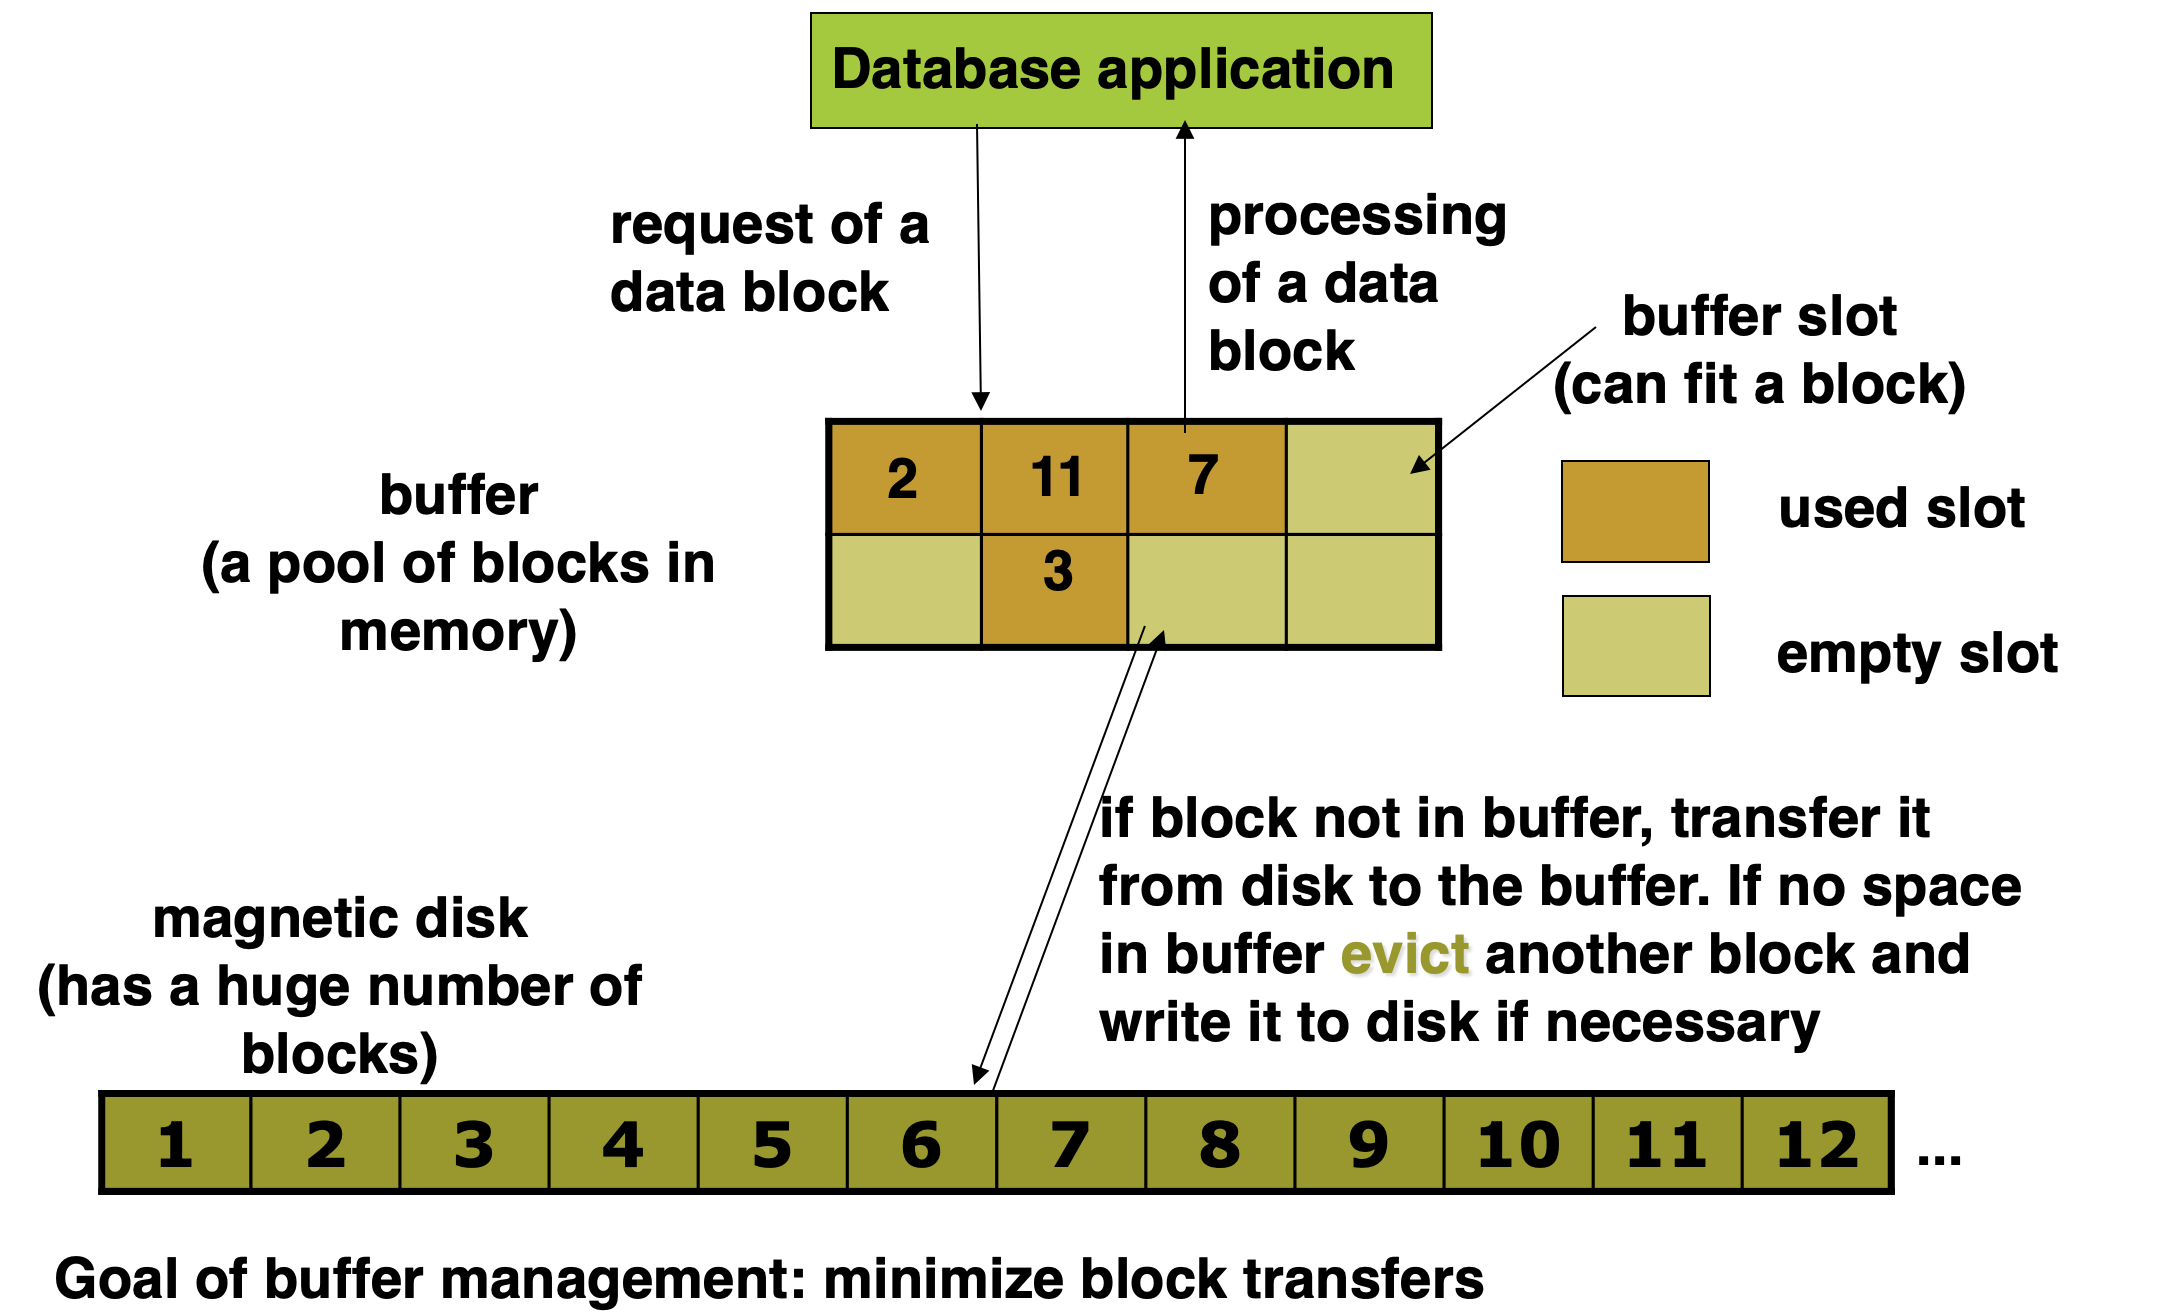 Database application
request of a
data block
processing
of a data
block
buffer slot
(can fit a block)
buffer
(a pool of blocks in
memory)
2 11 7
3
used slot
empty slot
if block not in buffer, transfer it
from disk to the buffer. If no space
in buffer evict another block and
write it to disk if necessary
magnetic disk
(has a huge number of
blocks)
1 2 3 4 5 6 7 8 9 10 11 12 ...
Goal of buffer management: minimize block transfers